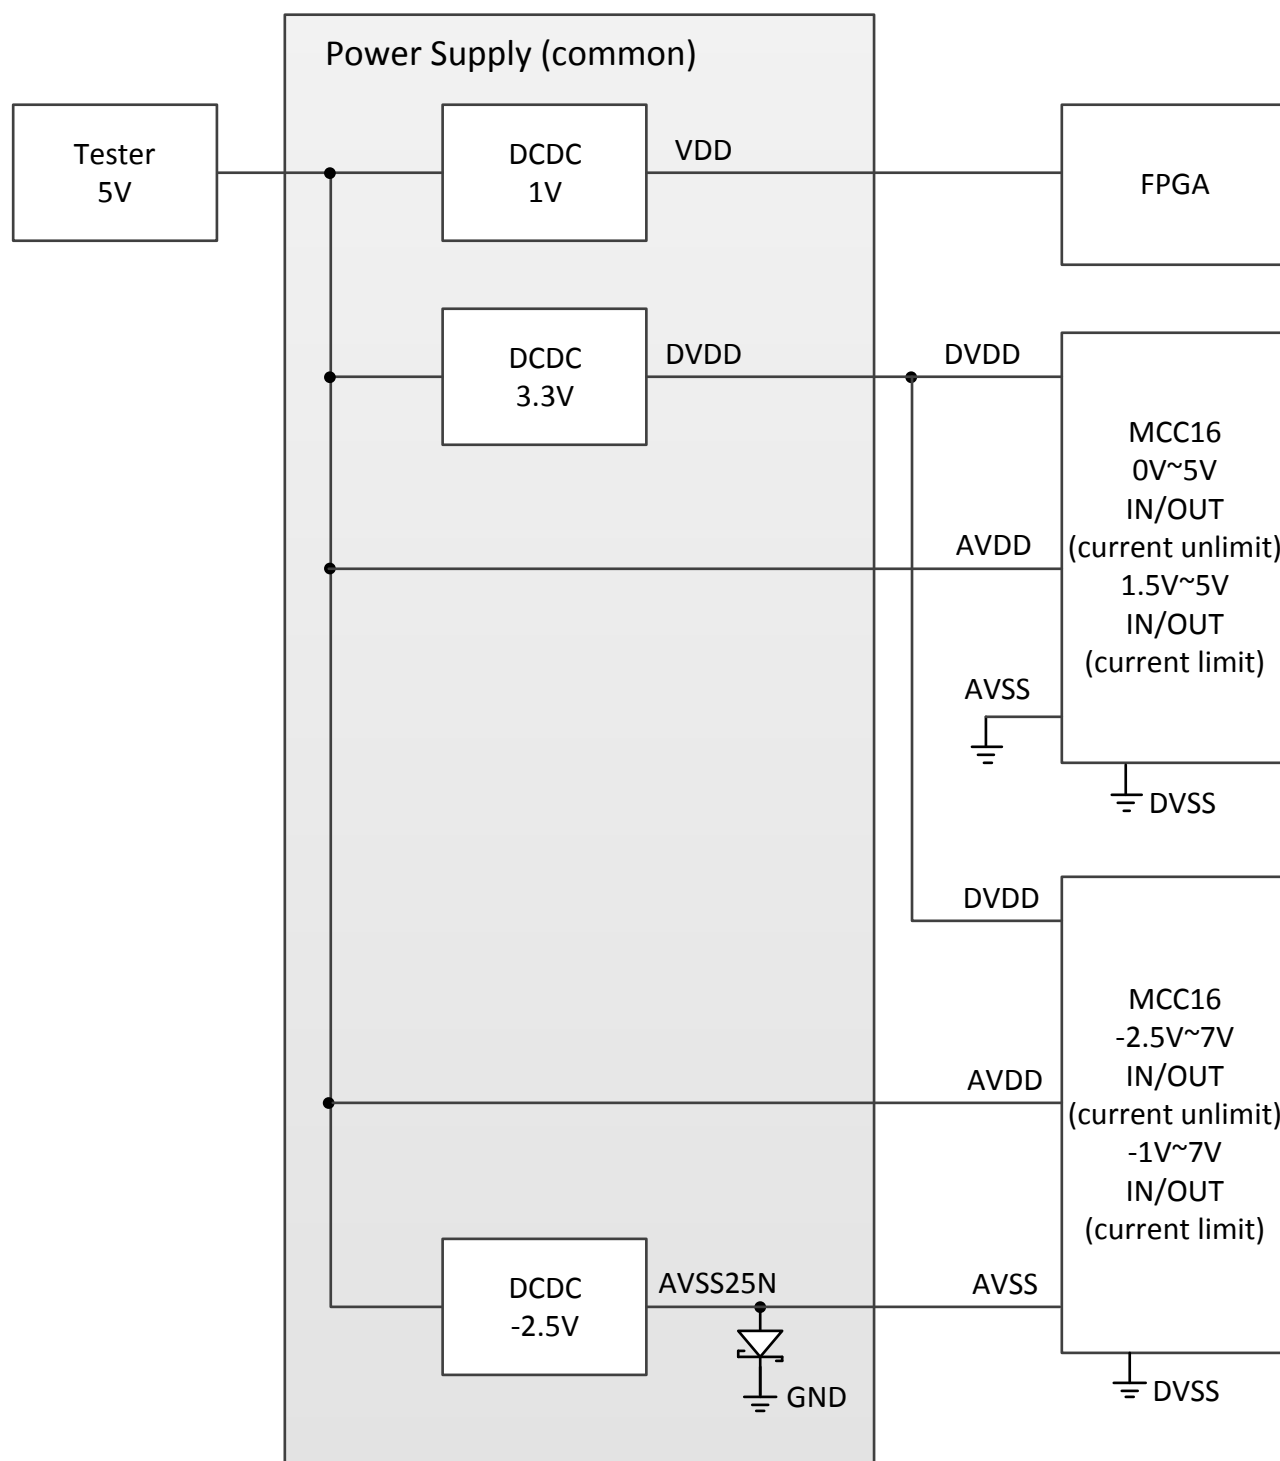 Power Supply (common)
Tester
5V
DCDC
1V
VDD
FPGA
DCDC
3.3V
DVDD
DVDD
MCC16
0V~5V
IN/OUT
(current unlimit)
1.5V~5V
IN/OUT
(current limit)
AVDD
AVSS
DVSS
DVDD
MCC16
-2.5V~7V
IN/OUT
(current unlimit)
-1V~7V
IN/OUT
(current limit)
AVDD
DCDC
-2.5V
AVSS25N
AVSS
GND
DVSS